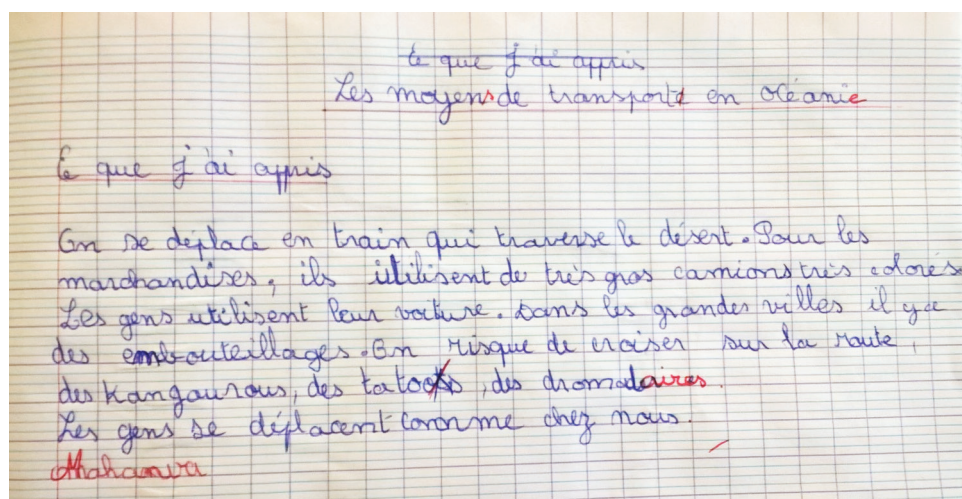 Ce que j'ai appris
Les moyens de transport en océanie
Ce que j'ai appris
On se déplace en train qui traverse le désert. Pour les
marchandises, ils utilisent de très gros camions très colorés.
Les gens utilisent leur voiture. Dans les grandes villes il y a
des embouteillages. On risque de croiser sur la route,
des Kangourous, des tatoos, des dromadaires.
Les gens se déplacent comme chez nous.